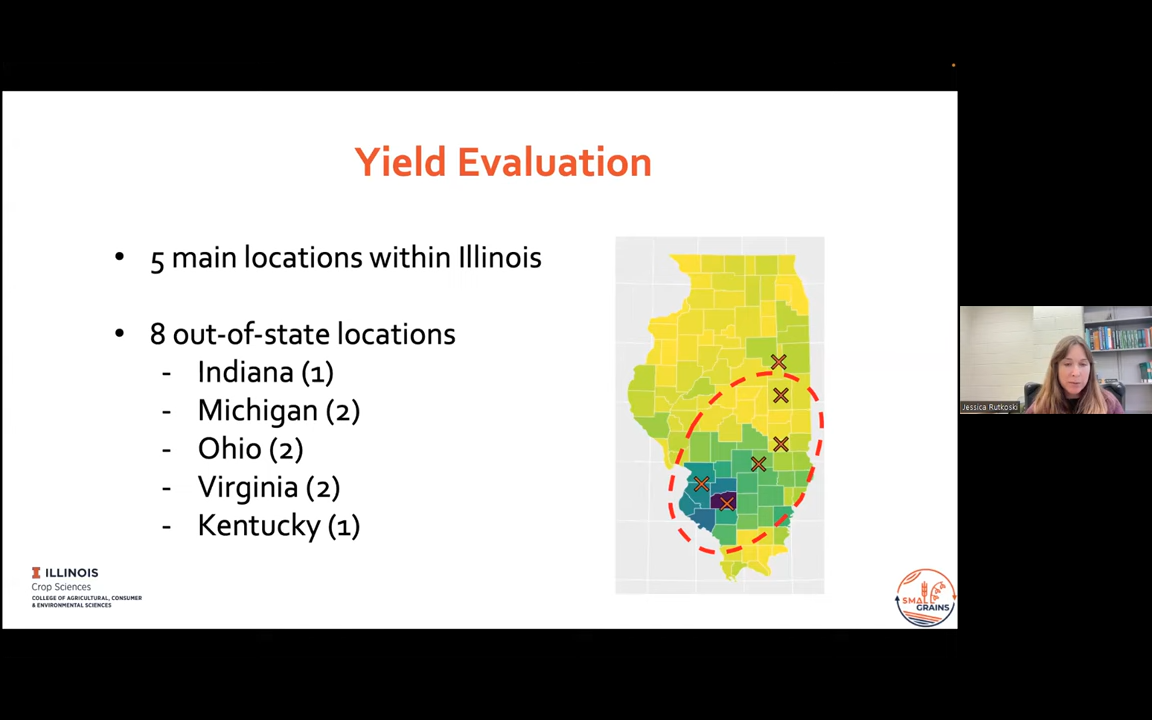 Yield Evaluation
• 5 main locations within Illinois
• 8 out-of-state locations
- Indiana (1)
- Michigan (2)
- Ohio (2)
- Virginia (2)
- Kentucky (1)
ILLINOIS
Crop Sciences
COLLEGE OF AGRICULTURAL, CONSUMER
& ENVIRONMENTAL SCIENCES
SMALL
GRAINS
Jessica Rutkoski